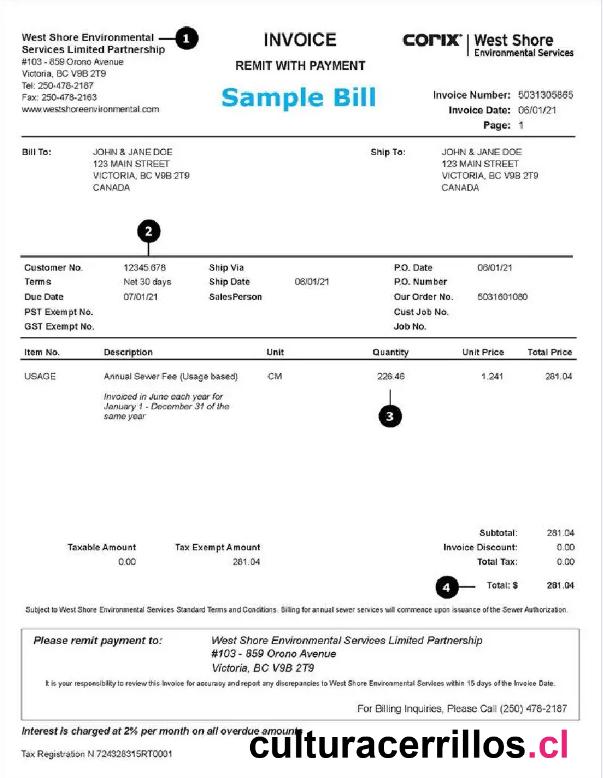 West Shore Environmental
Services Limited Partnership
#103 - 859 Orono Avenue
Victoria, BC V9B 2T9
Tel: 250-478-2187
Fax: 250-478-2163
www.westshoreenvironmental.com
1
INVOICE
REMIT WITH PAYMENT
Sample Bill
corix West Shore
Environmental Services
Invoice Number: 5031305865
Invoice Date: 06/01/21
Page: 1
Bill To: JOHN & JANE DOE
123 MAIN STREET
VICTORIA, BC V9B 2T9
CANADA
Ship To: JOHN & JANE DOE
123 MAIN STREET
VICTORIA, BC V9B 2T9
CANADA
2
Customer No. 12345.678 Ship Via P.O. Date 06/01/21
Terms Net 30 days Ship Date 06/01/21 P.O. Number
Due Date 07/01/21 SalesPerson Our Order No. 5031601080
PST Exempt No. Cust Job No.
GST Exempt No. Job No.
Item No. Description Unit Quantity Unit Price Total Price
USAGE Annual Sewer Fee (Usage based) CM 226.46 1.241 281.04
Invoiced in June each year for
January 1 - December 31 of the
same year
3
Subtotal: 281.04
Taxable Amount Tax Exempt Amount Invoice Discount: 0.00
0.00 281.04 Total Tax: 0.00
4 Total: $ 281.04
Subject to West Shore Environmental Services Standard Terms and Conditions. Billing for annual sewer services will commence upon issuance of the Sewer Authorization.
Please remit payment to: West Shore Environmental Services Limited Partnership
#103 - 859 Orono Avenue
Victoria, BC V9B 2T9
It is your responsibility to review this Invoice for accuracy and report any discrepancies to West Shore Environmental Services within 15 days of the Invoice Date.
For Billing Inquiries, Please Call (250) 478-2187
Interest is charged at 2% per month on all overdue amounts
Tax Registration N 724328315RT0001
culturacerrillos.cl